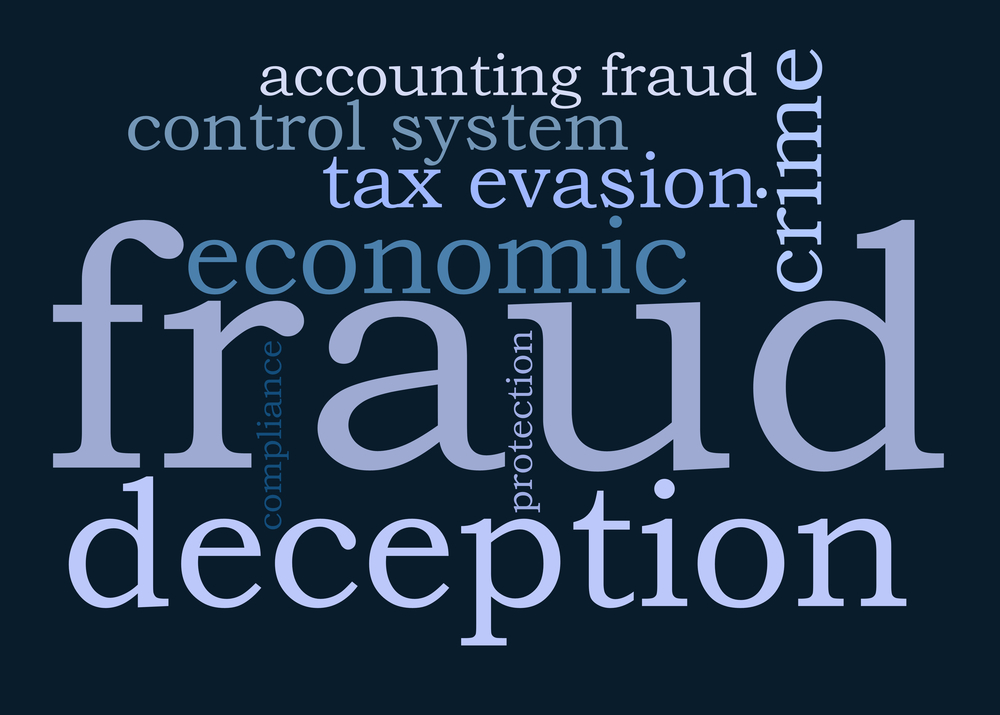 accounting fraud
crime
control system
tax evasion
economic
fraud
compliance
protection
deception